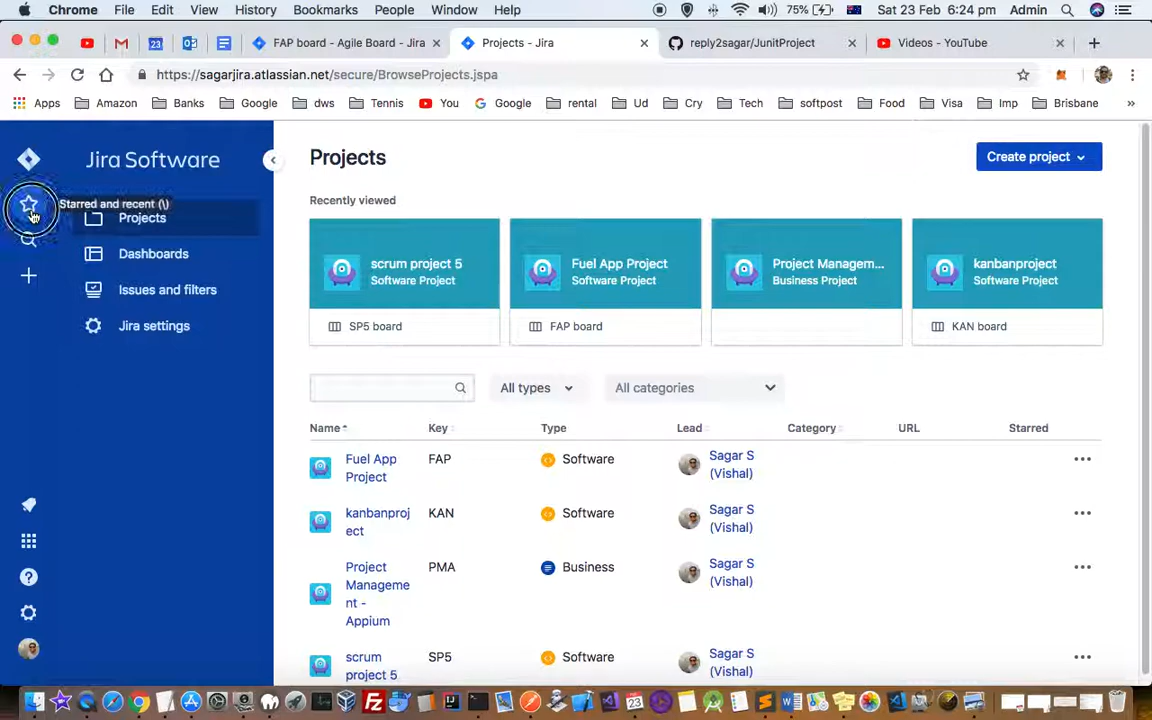 Chrome File Edit View History Bookmarks People Window Help 75% Sat 23 Feb 6:24 pm Admin
FAP board - Agile Board - Jira Projects - Jira reply2sagar/JunitProject Videos - YouTube
https://sagarjira.atlassian.net/secure/BrowseProjects.jspa
Apps Amazon Banks Google dws Tennis You Google rental Ud Cry Tech softpost Food Visa Imp Brisbane »
Jira Software
Starred and recent (\)
Projects
Dashboards
Issues and filters
Jira settings
Projects
Create project
Recently viewed
scrum project 5
Software Project
SP5 board
Fuel App Project
Software Project
FAP board
Project Managem...
Business Project
kanbanproject
Software Project
KAN board
All types All categories
Name Key Type Lead Category URL Starred
Fuel App
Project
FAP Software Sagar S
(Vishal)
kanbanproj
ect
KAN Software Sagar S
(Vishal)
Project
Manageme
nt -
Appium
PMA Business Sagar S
(Vishal)
scrum
project 5
SP5 Software Sagar S
(Vishal)